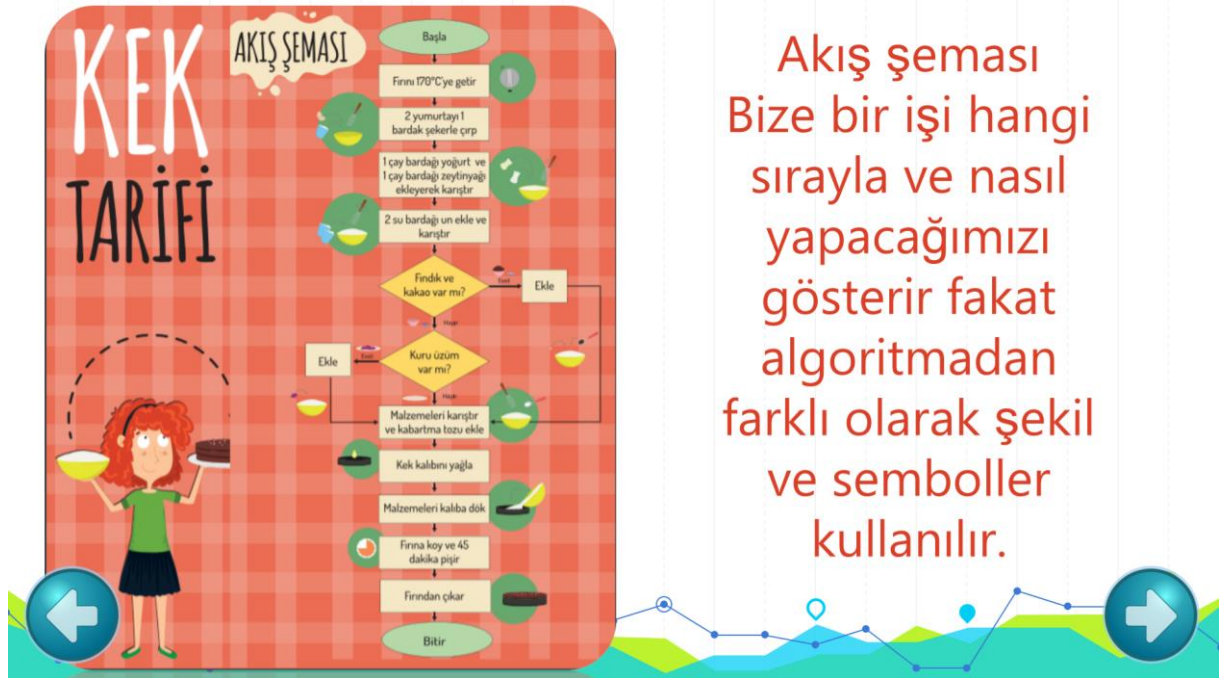 KEK
TARİFİ
AKIŞ ŞEMASI
Başla
Fırını 170°C'ye getir
2 yumurtayı 1
bardak şekerle çırp
1 çay bardağı yoğurt ve
1 çay bardağı zeytinyağı
ekleyerek karıştır
2 su bardağı un ekle ve
karıştır
Fındık ve
kakao var mı?
Evet
Ekle
Hayır
Kuru üzüm
var mı?
Evet
Ekle
Hayır
Malzemeleri karıştır
ve kabartma tozu ekle
Kek kalıbını yağla
Malzemeleri kalıba dök
Fırına koy ve 45
dakika pişir
Fırından çıkar
Bitir
Akış şeması
Bize bir işi hangi
sırayla ve nasıl
yapacağımızı
gösterir fakat
algoritmadan
farklı olarak şekil
ve semboller
kullanılır.